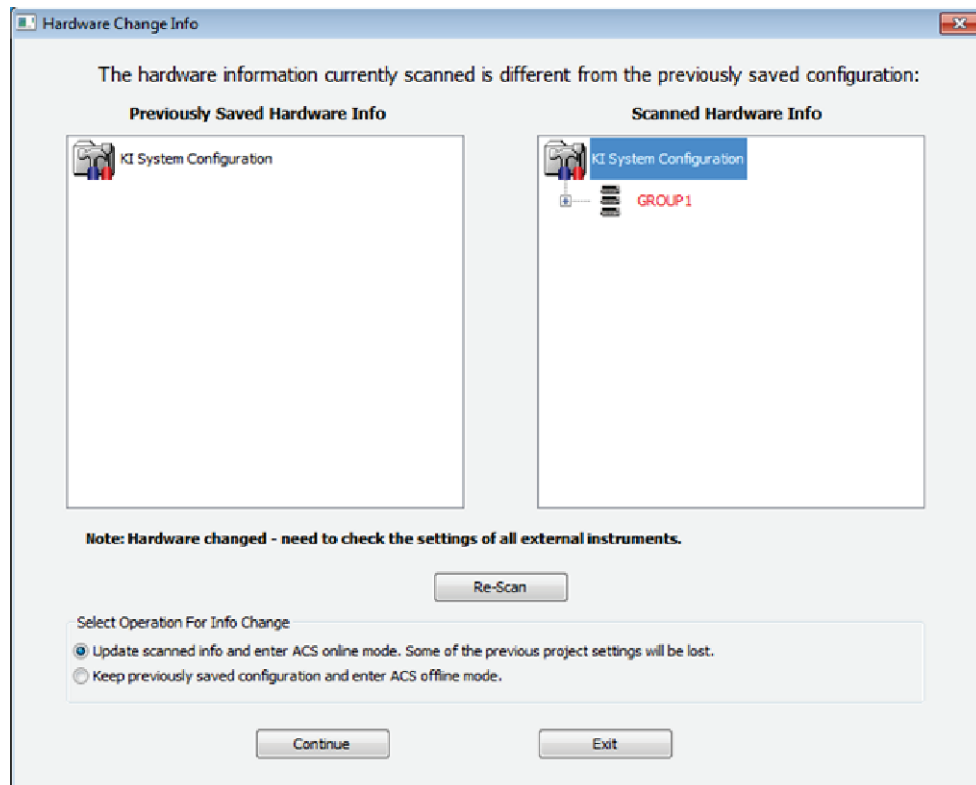 Hardware Change Info
The hardware information currently scanned is different from the previously saved configuration:
Previously Saved Hardware Info
Scanned Hardware Info
KI System Configuration
KI System Configuration
GROUP1
Note: Hardware changed - need to check the settings of all external instruments.
Re-Scan
Select Operation For Info Change
Update scanned info and enter ACS online mode. Some of the previous project settings will be lost.
Keep previously saved configuration and enter ACS offline mode.
Continue
Exit